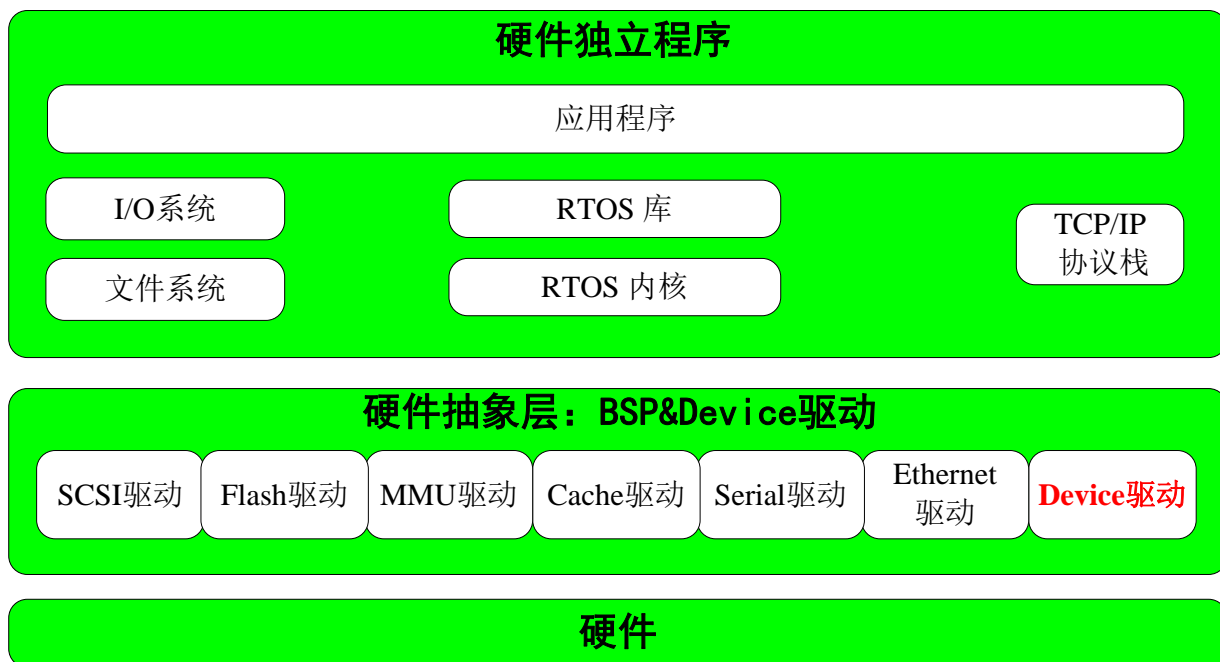 硬件独立程序
应用程序
I/O系统
RTOS 库
TCP/IP
协议栈
文件系统
RTOS 内核
硬件抽象层：BSP&Device驱动
SCSI驱动
Flash驱动
MMU驱动
Cache驱动
Serial驱动
Ethernet
驱动
Device驱动
硬件